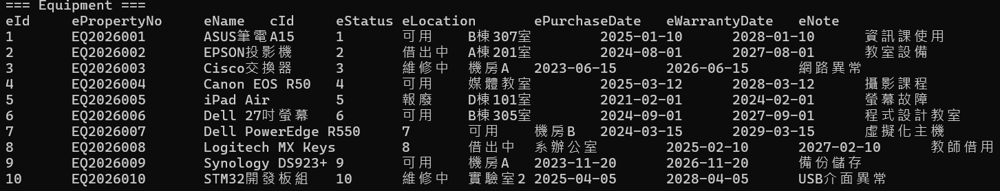 === Equipment ===
eId ePropertyNo eName cId eStatus eLocation ePurchaseDate eWarrantyDate eNote
1 EQ2026001 ASUS筆電A15 1 可用 B棟307室 2025-01-10 2028-01-10 資訊課使用
2 EQ2026002 EPSON投影機 2 借出中 A棟201室 2024-08-01 2027-08-01 教室設備
3 EQ2026003 Cisco交換器 3 維修中 機房A 2023-06-15 2026-06-15 網路異常
4 EQ2026004 Canon EOS R50 4 可用 媒體教室 2025-03-12 2028-03-12 攝影課程
5 EQ2026005 iPad Air 5 報廢 D棟101室 2021-02-01 2024-02-01 螢幕故障
6 EQ2026006 Dell 27吋螢幕 6 可用 B棟305室 2024-09-01 2027-09-01 程式設計教室
7 EQ2026007 Dell PowerEdge R550 7 可用 機房B 2024-03-15 2029-03-15 虛擬化主機
8 EQ2026008 Logitech MX Keys 8 借出中 系辦公室 2025-02-10 2027-02-10 教師借用
9 EQ2026009 Synology DS923+ 9 可用 機房A 2023-11-20 2026-11-20 備份儲存
10 EQ2026010 STM32開發板組 10 維修中 實驗室2 2025-04-05 2028-04-05 USB介面異常